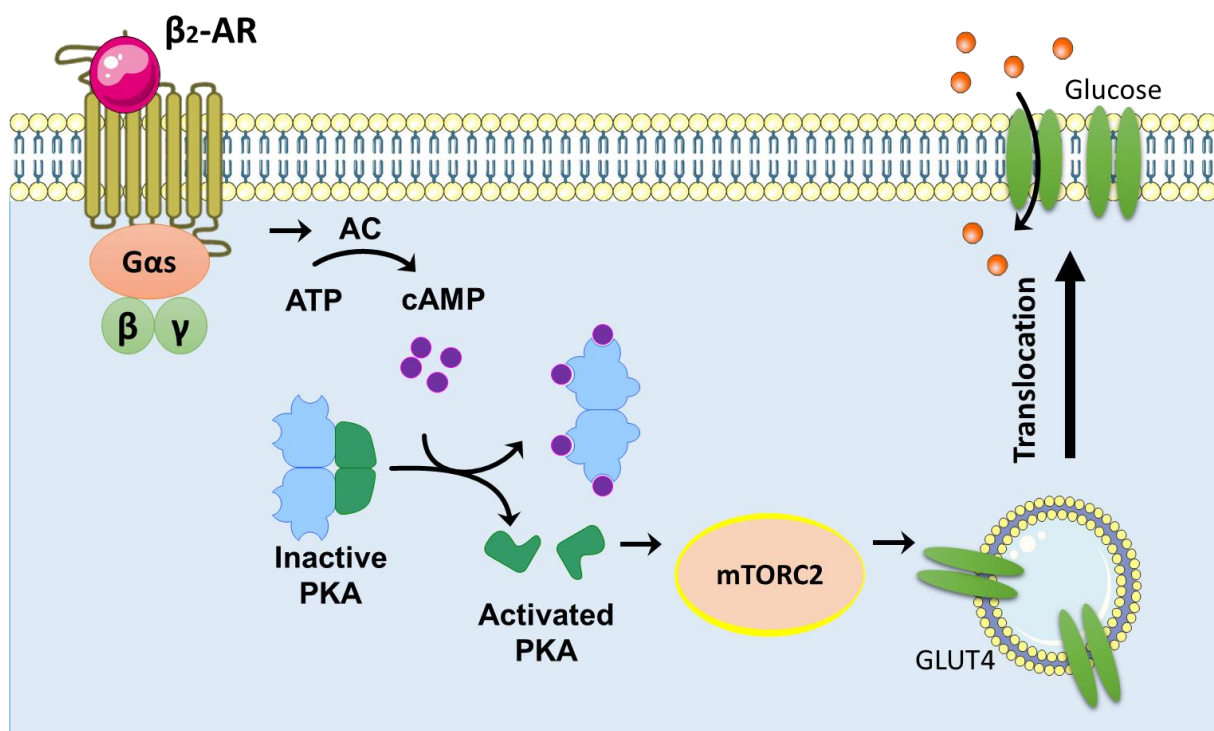 β₂-AR
Glucose
Gαs
β
γ
AC
ATP
cAMP
Translocation
Inactive
PKA
Activated
PKA
mTORC2
GLUT4